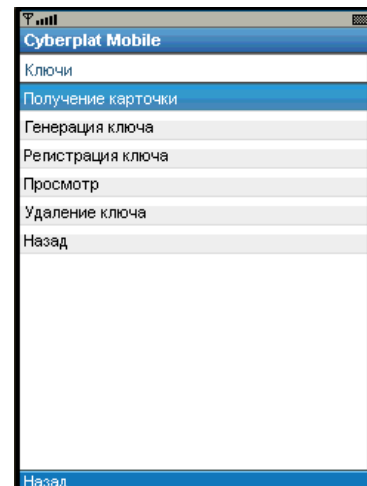 Cyberplat Mobile
Ключи
Получение карточки
Генерация ключа
Регистрация ключа
Просмотр
Удаление ключа
Назад
Назад